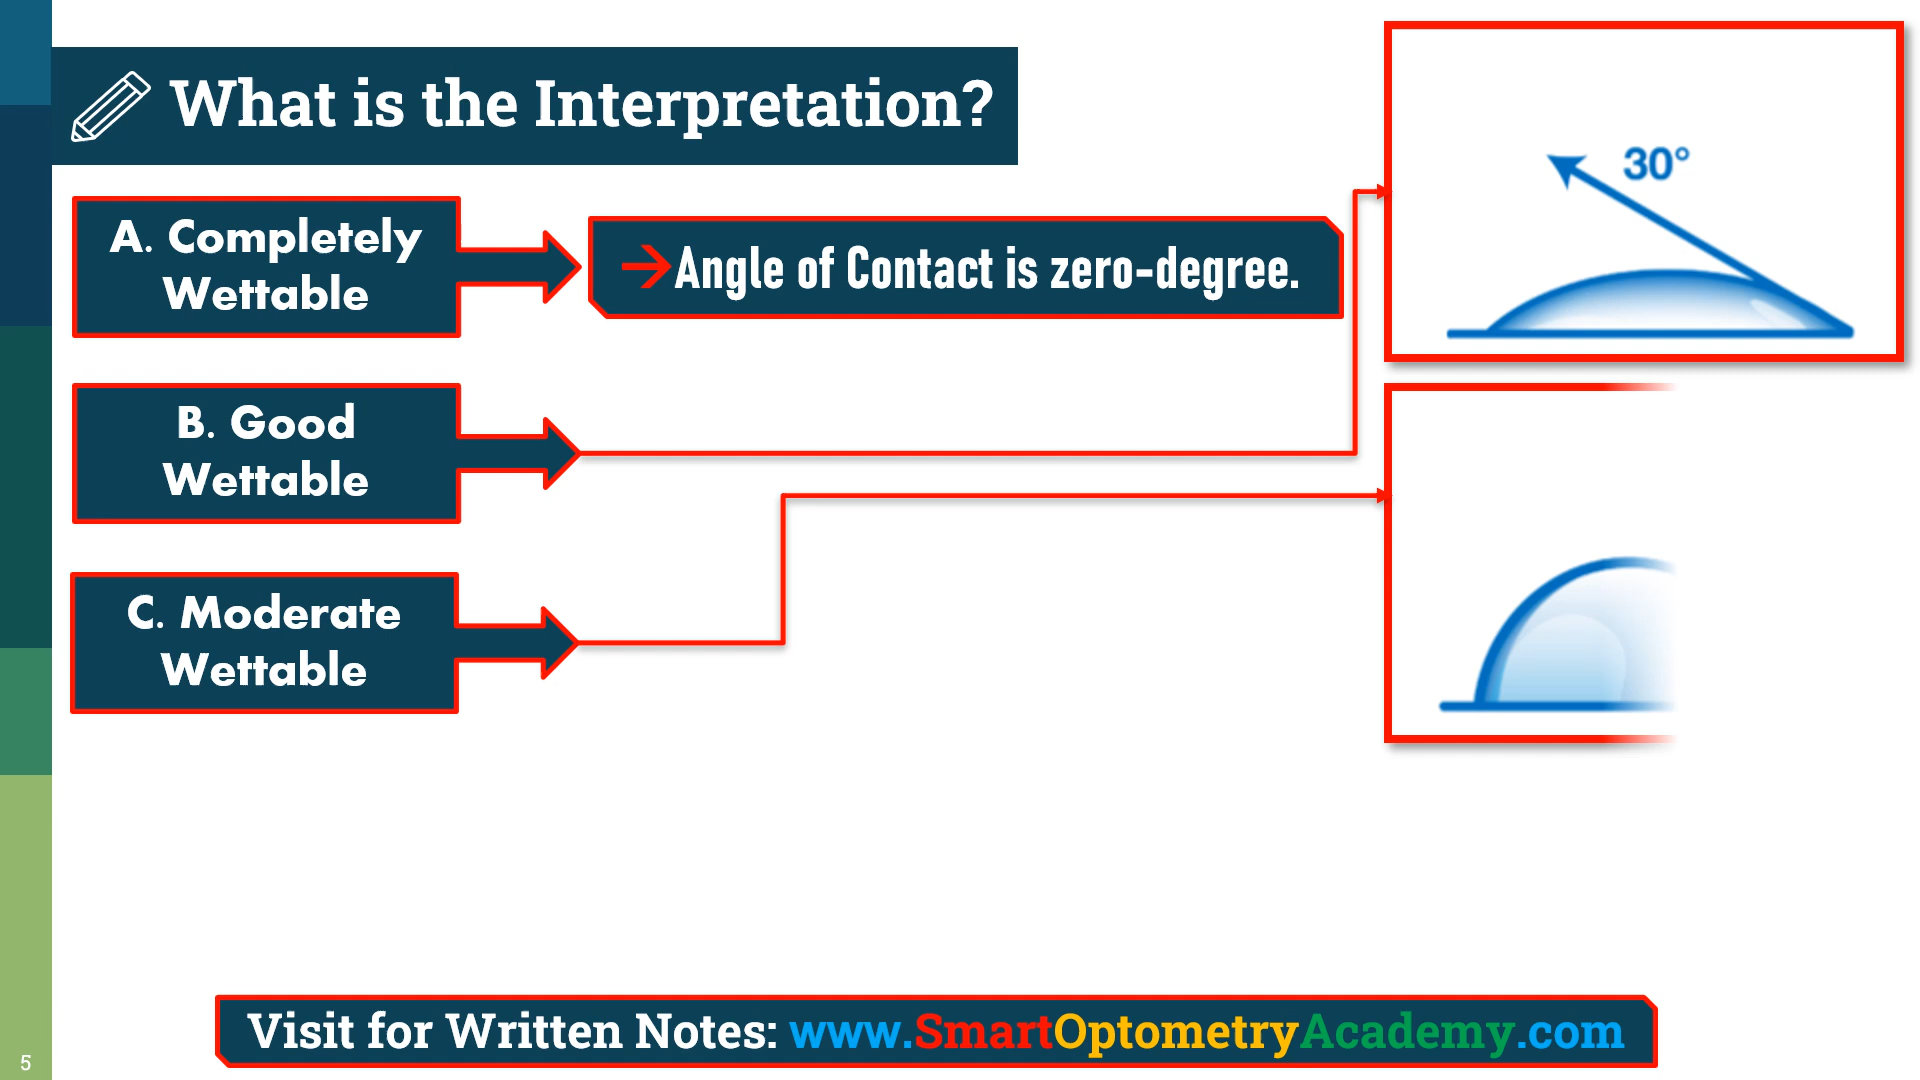 What is the Interpretation?
A. Completely
Wettable
→Angle of Contact is zero-degree.
30°
B. Good
Wettable
C. Moderate
Wettable
Visit for Written Notes: www.SmartOptometryAcademy.com
5